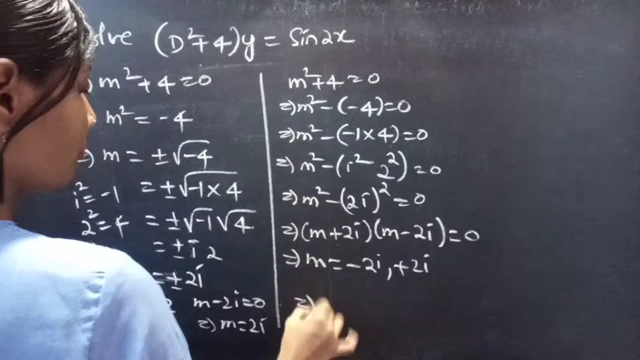 lve (D²+4)y = Sin2x
) m²+4=0
m²=-4
⇒ m = ±√-4
i²=-1 = ±√-1×4
2²=4 = ±√-1√4
= ±i 2
= ±2i
2 m-2i=0
⇒ m=2i
m²+4=0
⇒ m²-(-4)=0
⇒ m²-(-1×4)=0
⇒ m²-(i² 2²)=0
⇒ m²-(2i)²=0
⇒ (m+2i)(m-2i)=0
⇒ m=-2i, +2i
⇒